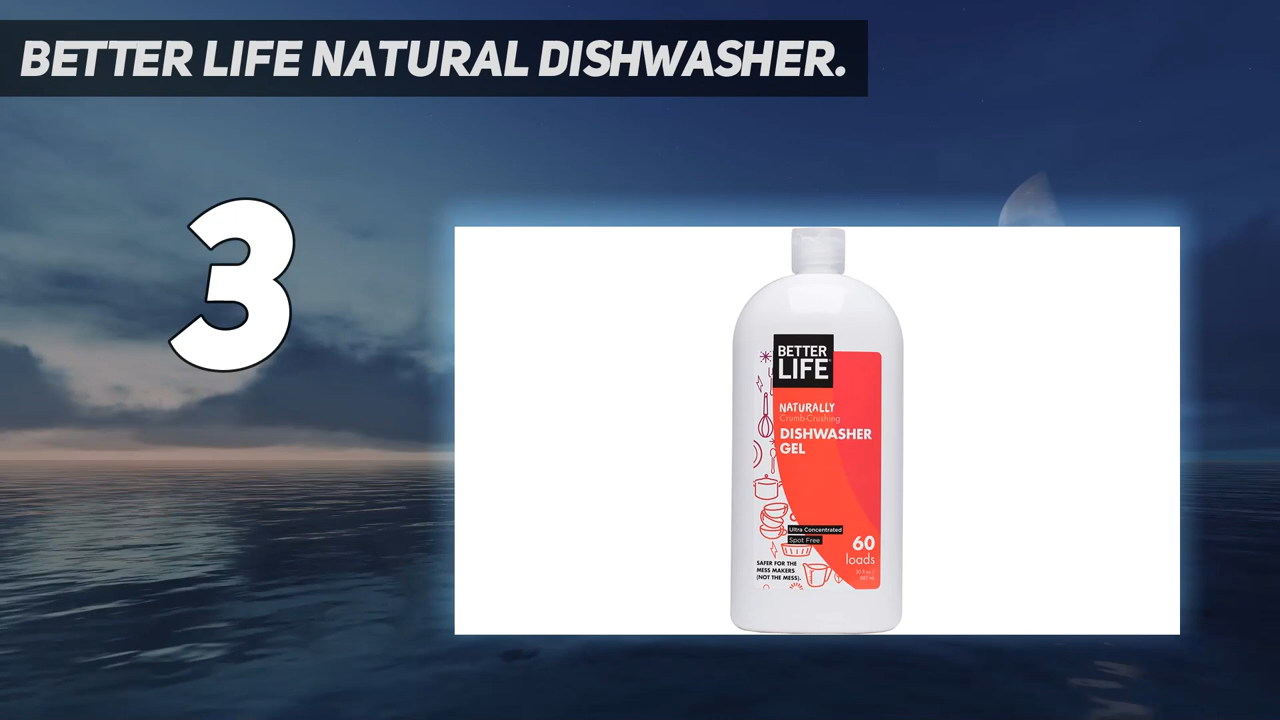 BETTER LIFE NATURAL DISHWASHER.
3
BETTER
LIFE
NATURALLY
Crumb-Crushing
DISHWASHER
GEL
Ultra Concentrated
Spot Free
60
loads
SAFER FOR THE
MESS MAKERS
(NOT THE MESS).